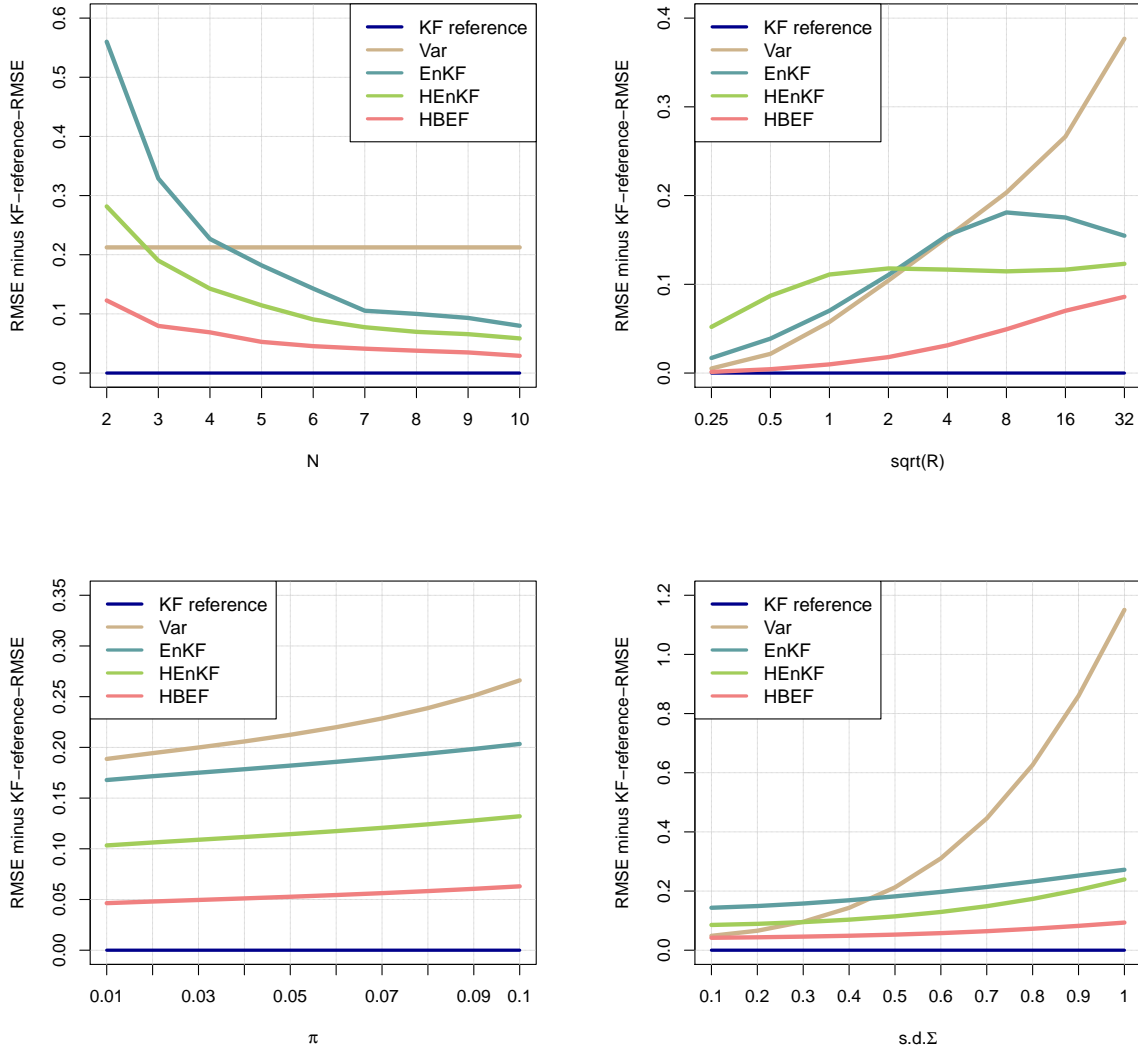 RMSE minus KF−reference−RMSE
0.0 0.1 0.2 0.3 0.4 0.5 0.6
KF reference
Var
EnKF
HEnKF
HBEF
2 3 4 5 6 7 8 9 10
N
RMSE minus KF−reference−RMSE
0.0 0.1 0.2 0.3 0.4
KF reference
Var
EnKF
HEnKF
HBEF
0.25 0.5 1 2 4 8 16 32
sqrt(R)
RMSE minus KF−reference−RMSE
0.00 0.05 0.10 0.15 0.20 0.25 0.30 0.35
KF reference
Var
EnKF
HEnKF
HBEF
0.01 0.03 0.05 0.07 0.09 0.1
π
RMSE minus KF−reference−RMSE
0.0 0.2 0.4 0.6 0.8 1.0 1.2
KF reference
Var
EnKF
HEnKF
HBEF
0.1 0.2 0.3 0.4 0.5 0.6 0.7 0.8 0.9 1
s.d.Σ